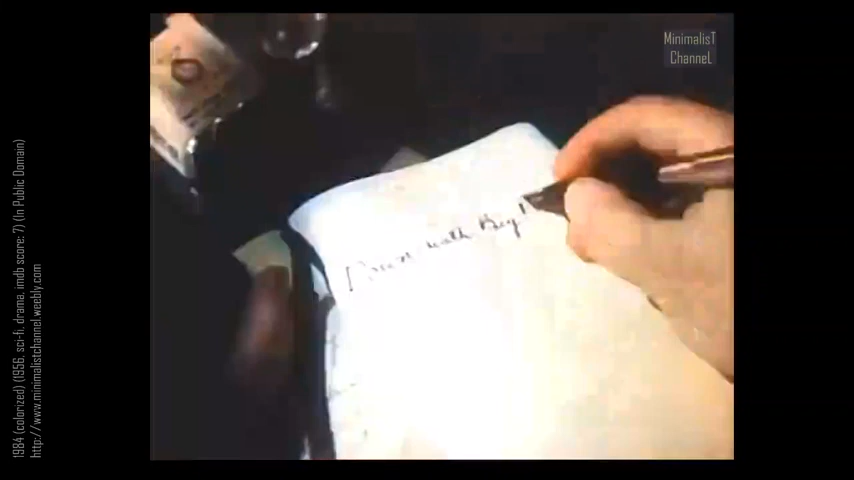 MinimalisT
ChanneL
Down with Big
1984 (colorized) (1956, sci-fi, drama, imdb score: 7) (In Public Domain)
http://www.minimalistchannel.weebly.com